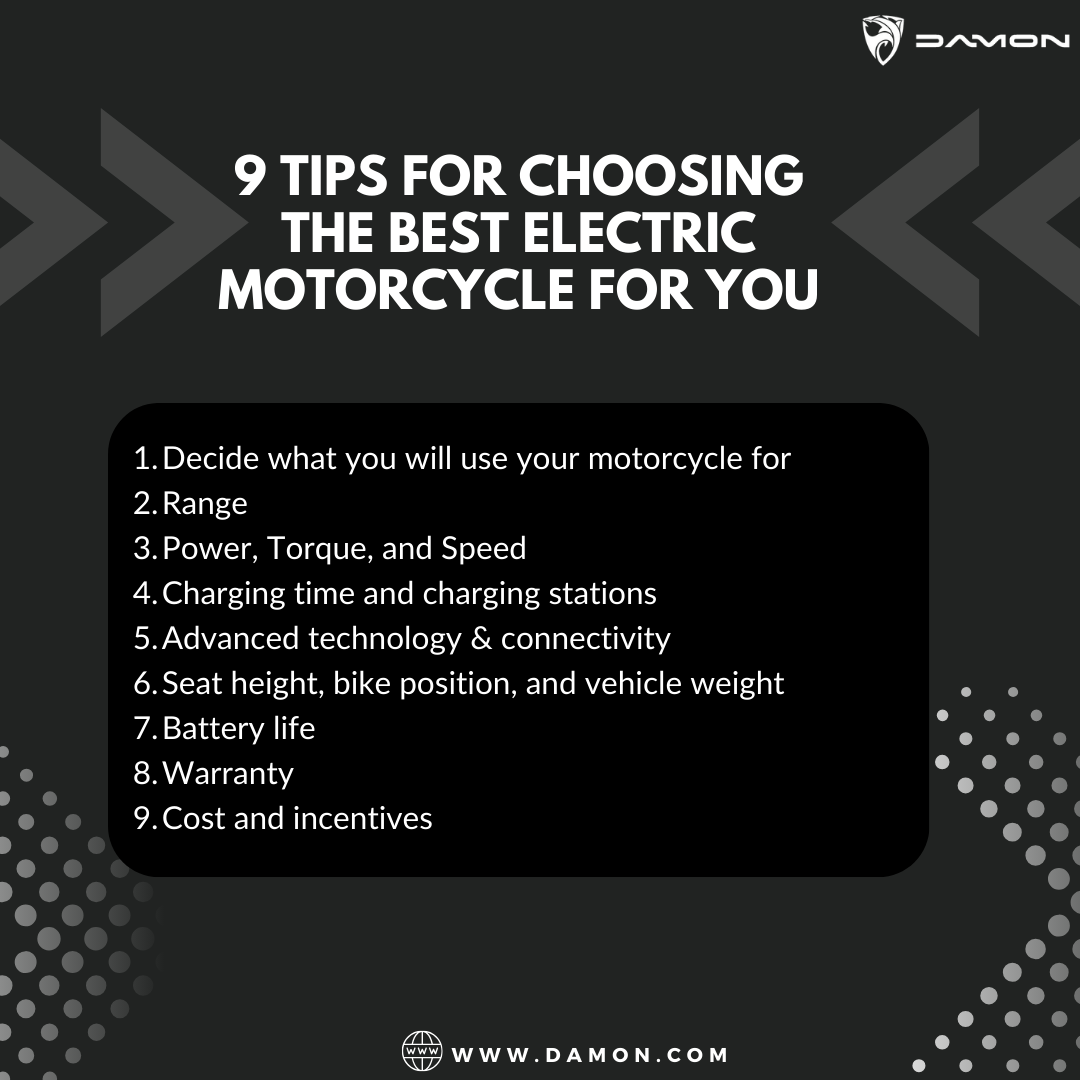 DAMON
9 TIPS FOR CHOOSING
THE BEST ELECTRIC
MOTORCYCLE FOR YOU
1. Decide what you will use your motorcycle for
2. Range
3. Power, Torque, and Speed
4. Charging time and charging stations
5. Advanced technology & connectivity
6. Seat height, bike position, and vehicle weight
7. Battery life
8. Warranty
9. Cost and incentives
WWW WWW.DAMON.COM